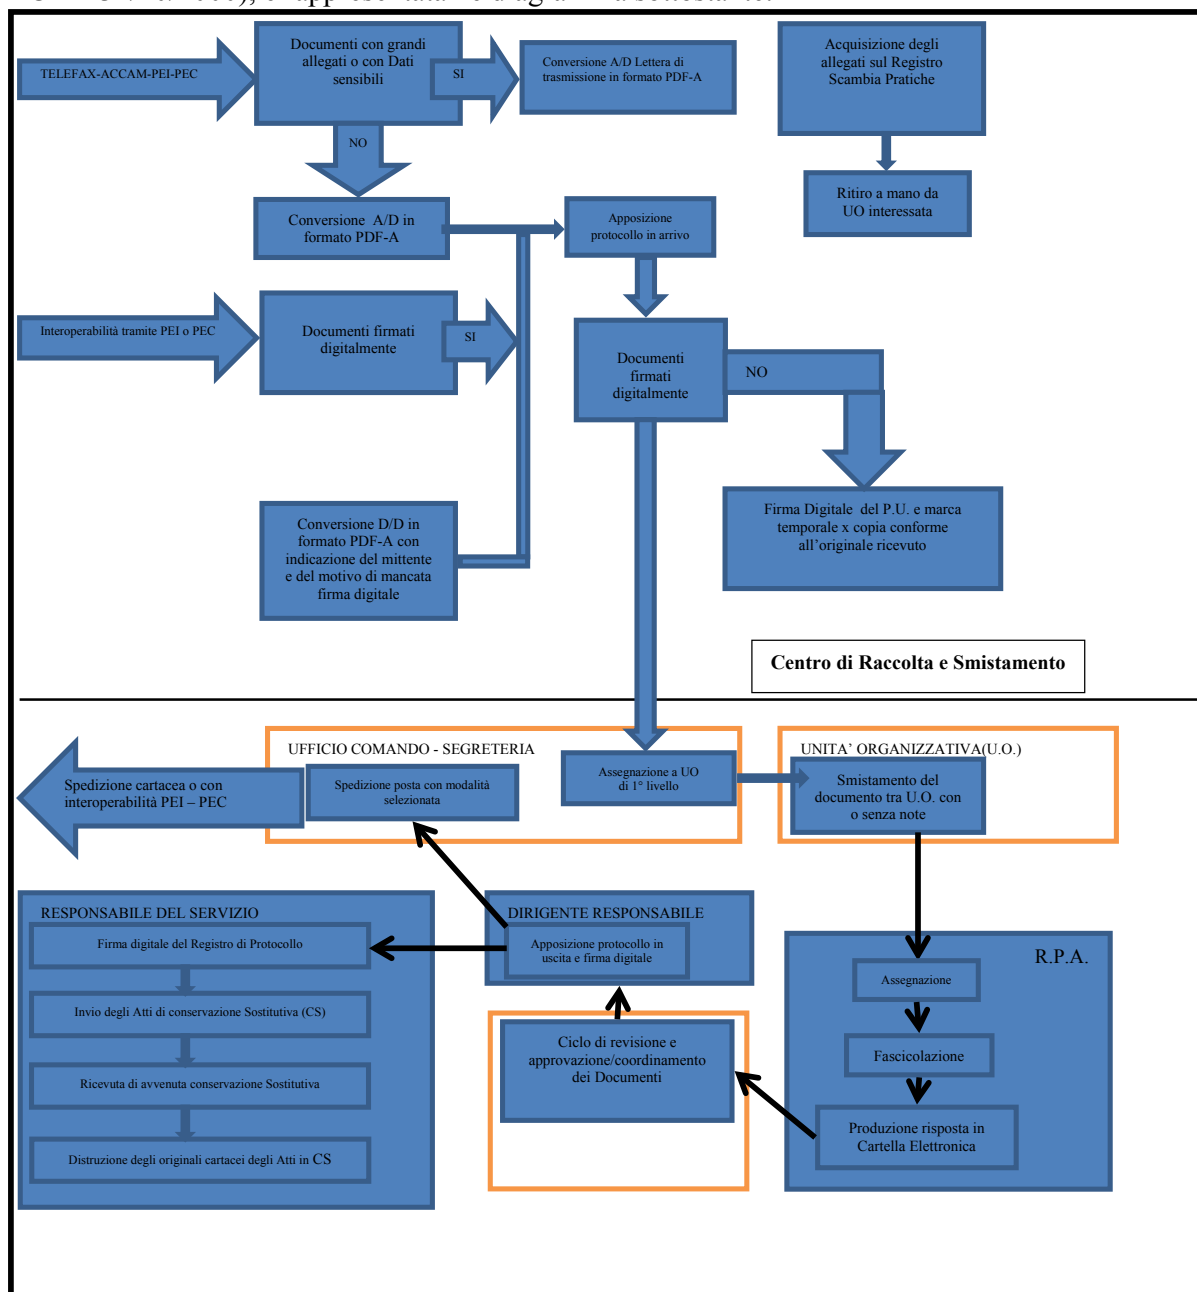 TELEFAX-ACCAM-PEI-PEC
Documenti con grandi
allegati o con Dati
sensibili
SI
Conversione A/D Lettera di
trasmissione in formato PDF-A
Acquisizione degli
allegati sul Registro
Scambia Pratiche
NO
Ritiro a mano da
UO interessata
Conversione A/D in
formato PDF-A
Apposizione
protocollo in arrivo
Interoperabilità tramite PEI o PEC
Documenti firmati
digitalmente
SI
Documenti
firmati
digitalmente
NO
Firma Digitale del P.U. e marca
temporale x copia conforme
all'originale ricevuto
Conversione D/D in
formato PDF-A con
indicazione del mittente
e del motivo di mancata
firma digitale
Centro di Raccolta e Smistamento
UFFICIO COMANDO - SEGRETERIA
UNITA' ORGANIZZATIVA(U.O.)
Spedizione cartacea o con
interoperabilità PEI – PEC
Spedizione posta con modalità
selezionata
Assegnazione a UO
di 1° livello
Smistamento del
documento tra U.O. con
o senza note
RESPONSABILE DEL SERVIZIO
Firma digitale del Registro di Protocollo
Invio degli Atti di conservazione Sostitutiva (CS)
Ricevuta di avvenuta conservazione Sostitutiva
Distruzione degli originali cartacei degli Atti in CS
DIRIGENTE RESPONSABILE
Apposizione protocollo in
uscita e firma digitale
Ciclo di revisione e
approvazione/coordinamento
dei Documenti
R.P.A.
Assegnazione
Fascicolazione
Produzione risposta in
Cartella Elettronica